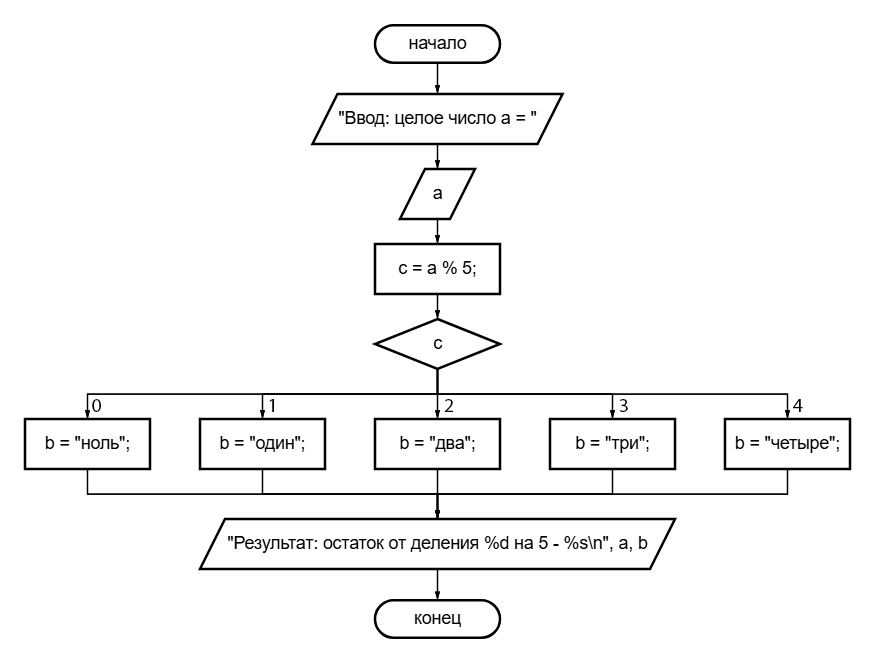 начало
"Ввод: целое число a = "
a
c = a % 5;
c
0 1 2 3 4
b = "ноль"; b = "один"; b = "два"; b = "три"; b = "четыре";
"Результат: остаток от деления %d на 5 - %s\n", a, b
конец